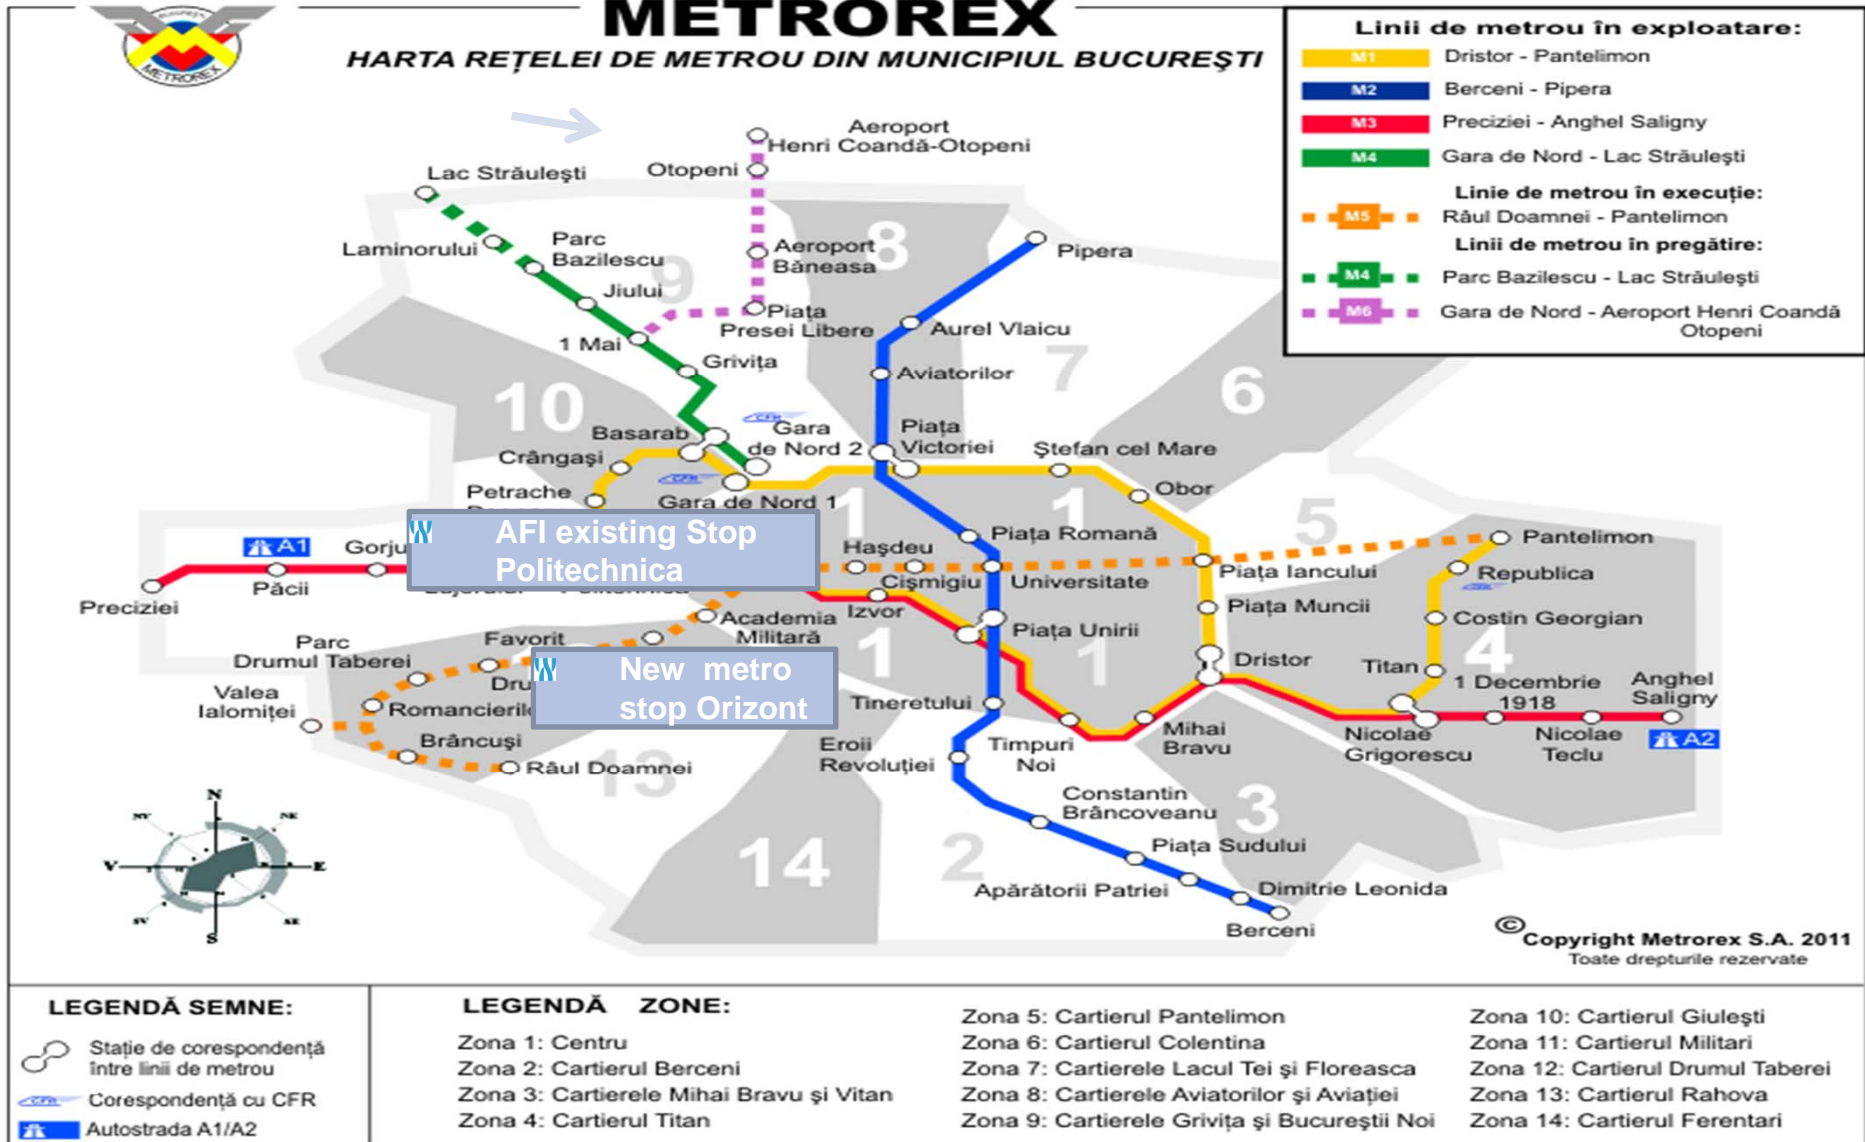 METROREX
HARTA REȚELEI DE METROU DIN MUNICIPIUL BUCUREȘTI
METROREX
Linii de metrou în exploatare:
M1 Dristor - Pantelimon
M2 Berceni - Pipera
M3 Preciziei - Anghel Saligny
M4 Gara de Nord - Lac Străulești
Linie de metrou în execuție:
M5 Râul Doamnei - Pantelimon
Linii de metrou în pregătire:
M4 Parc Bazilescu - Lac Străulești
M6 Gara de Nord - Aeroport Henri Coandă
Otopeni
Aeroport
Henri Coandă-Otopeni
Otopeni
Lac Străulești
Laminorului
Parc
Bazilescu
Aeroport
Băneasa
8
Pipera
9
Jiului
Piața
Presei Libere
Aurel Vlaicu
1 Mai
Grivița
Aviatorilor
7
6
10
CFR
Basarab
Gara
de Nord 2
Piața
Victoriei
Ștefan cel Mare
Crângași
CFR
Obor
Petrache
Gara de Nord 1
1
1
5
AFI existing Stop
Politechnica
A1
Gorju
Hașdeu
Piața Romană
Pantelimon
Cișmigiu
Universitate
Piața Iancului
Republica
Preciziei
Păcii
Izvor
Piața Muncii
Costin Georgian
Academia
Militară
Favorit
Piața Unirii
Parc
Drumul Taberei
1
1
Dristor
Titan
4
New metro
stop Orizont
Dru
Valea
Ialomiței
Romancieril
Tineretului
1 Decembrie
1918
Anghel
Saligny
Brâncuși
Eroii
Revoluției
Timpuri
Noi
Mihai
Bravu
Nicolae
Grigorescu
Nicolae
Teclu
A2
Râul Doamnei
13
Constantin
Brâncoveanu
3
N
NV
NE
V
E
SV
SE
S
14
2
Piața Sudului
Apărătorii Patriei
Dimitrie Leonida
Berceni
© Copyright Metrorex S.A. 2011
Toate drepturile rezervate
LEGENDĂ SEMNE:
Stație de corespondență
între linii de metrou
CFR Corespondență cu CFR
Autostrada A1/A2
LEGENDĂ ZONE:
Zona 1: Centru
Zona 2: Cartierul Berceni
Zona 3: Cartierele Mihai Bravu și Vitan
Zona 4: Cartierul Titan
Zona 5: Cartierul Pantelimon
Zona 6: Cartierul Colentina
Zona 7: Cartierele Lacul Tei și Floreasca
Zona 8: Cartierele Aviatorilor și Aviației
Zona 9: Cartierele Grivița și Bucureștii Noi
Zona 10: Cartierul Giulești
Zona 11: Cartierul Militari
Zona 12: Cartierul Drumul Taberei
Zona 13: Cartierul Rahova
Zona 14: Cartierul Ferentari